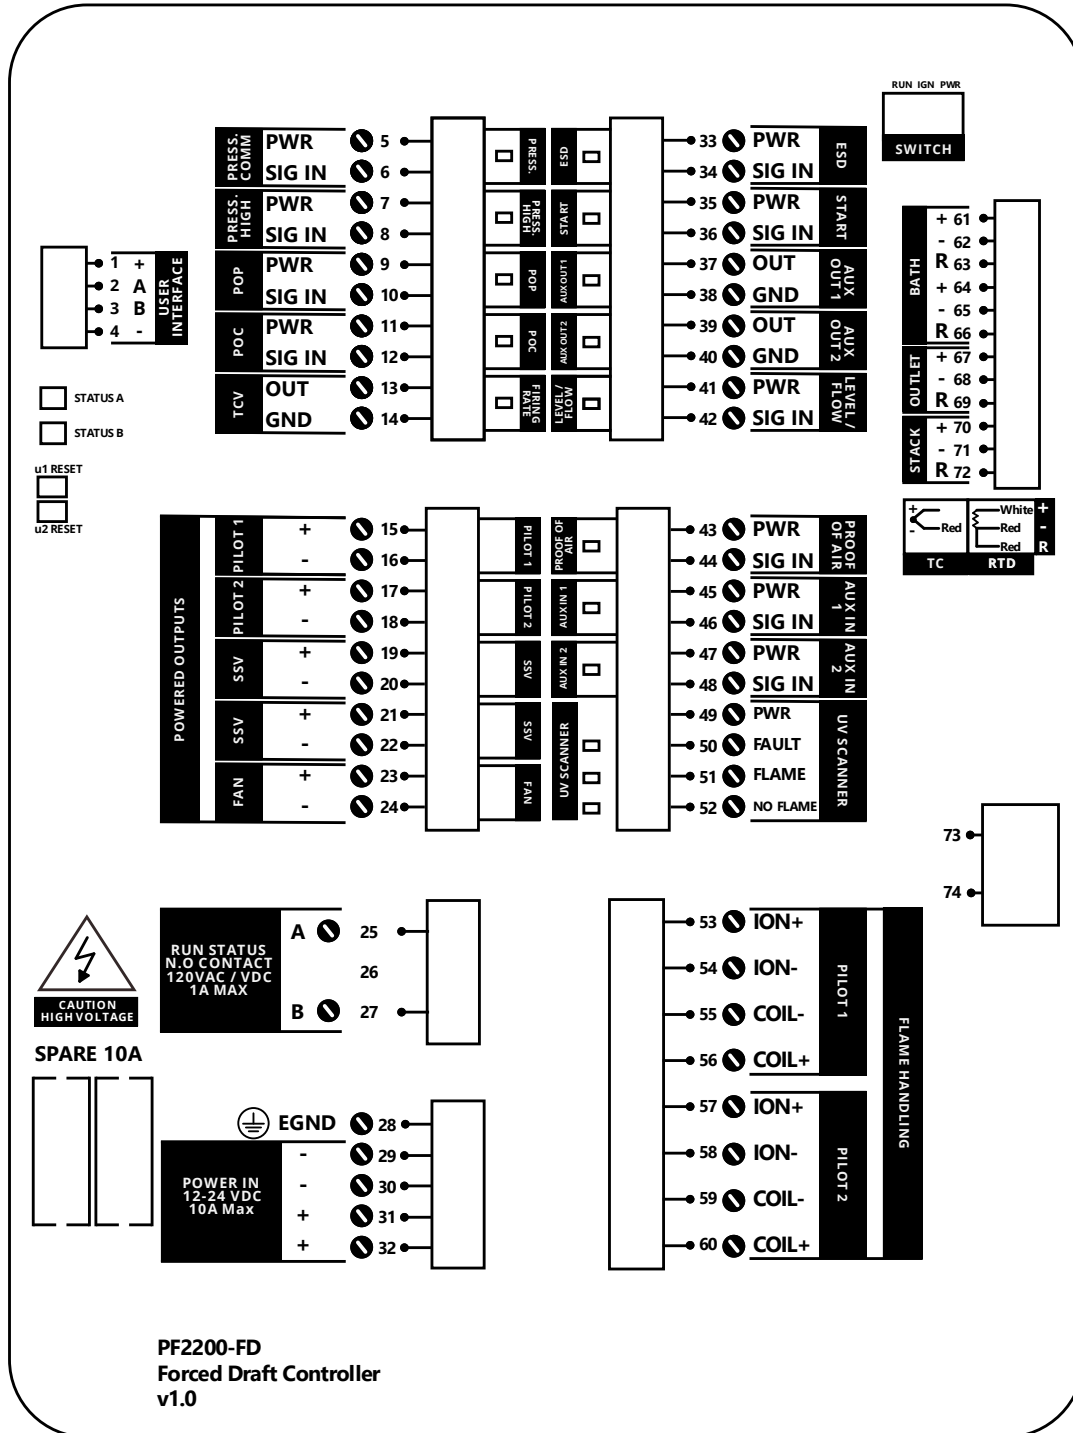 RUN IGN PWR
SWITCH
PRESS. COMM
PWR 5
SIG IN 6
PRESS. HIGH
PWR 7
SIG IN 8
POP
PWR 9
SIG IN 10
POC
PWR 11
SIG IN 12
TCV
OUT 13
GND 14
PRESS.
PRESS. HIGH
POP
POC
FIRING RATE
ESD
START
AUX OUT 1
AUX OUT 2
LEVEL / FLOW
33 PWR
34 SIG IN
ESD
35 PWR
36 SIG IN
START
37 OUT
38 GND
AUX OUT 1
39 OUT
40 GND
AUX OUT 2
41 PWR
42 SIG IN
LEVEL / FLOW
1 +
2 A
3 B
4 -
USER INTERFACE
STATUS A
STATUS B
u1 RESET
u2 RESET
BATH
+ 61
- 62
R 63
+ 64
- 65
R 66
OUTLET
+ 67
- 68
R 69
STACK
+ 70
- 71
R 72
+
-
Red
TC
White +
Red -
Red R
RTD
POWERED OUTPUTS
PILOT 1
+ 15
- 16
PILOT 2
+ 17
- 18
SSV
+ 19
- 20
SSV
+ 21
- 22
FAN
+ 23
- 24
PILOT 1
PILOT 2
SSV
SSV
FAN
PROOF OF AIR
AUX IN 1
AUX IN 2
UV SCANNER
43 PWR
44 SIG IN
PROOF OF AIR
45 PWR
46 SIG IN
AUX IN 1
47 PWR
48 SIG IN
AUX IN 2
49 PWR
50 FAULT
51 FLAME
52 NO FLAME
UV SCANNER
73
74
CAUTION
HIGH VOLTAGE
RUN STATUS
N.O CONTACT
120VAC / VDC
1A MAX
A 25
26
B 27
53 ION+
54 ION-
55 COIL-
56 COIL+
PILOT 1
57 ION+
58 ION-
59 COIL-
60 COIL+
PILOT 2
FLAME HANDLING
SPARE 10A
EGND 28
POWER IN
12-24 VDC
10A Max
- 29
- 30
+ 31
+ 32
PF2200-FD
Forced Draft Controller
v1.0